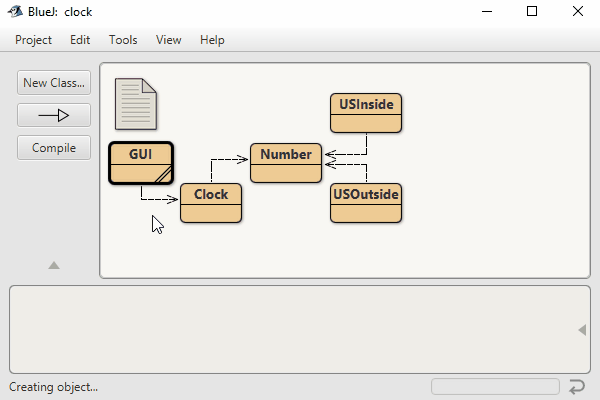 BlueJ: clock
Project Edit Tools View Help
New Class...
Compile
USInside
GUI
Number
Clock
USOutside
Creating object...